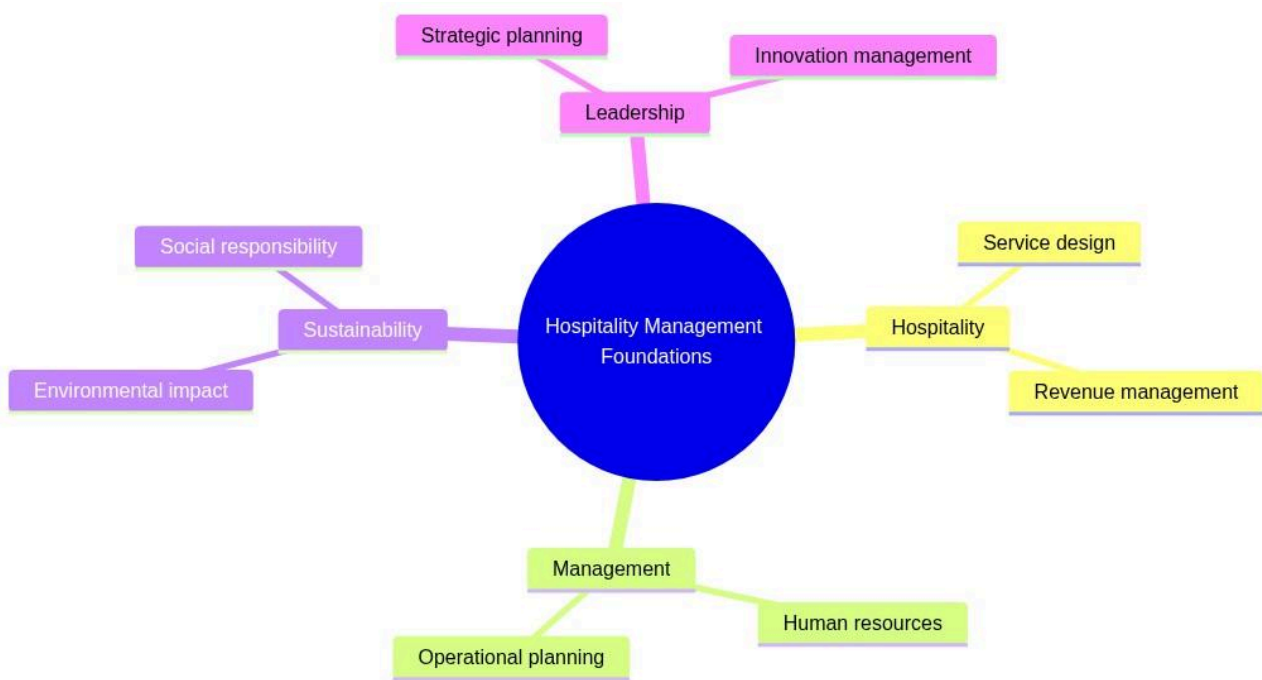 Strategic planning
Innovation management
Leadership
Social responsibility
Service design
Hospitality Management
Foundations
Sustainability
Hospitality
Environmental impact
Revenue management
Management
Human resources
Operational planning